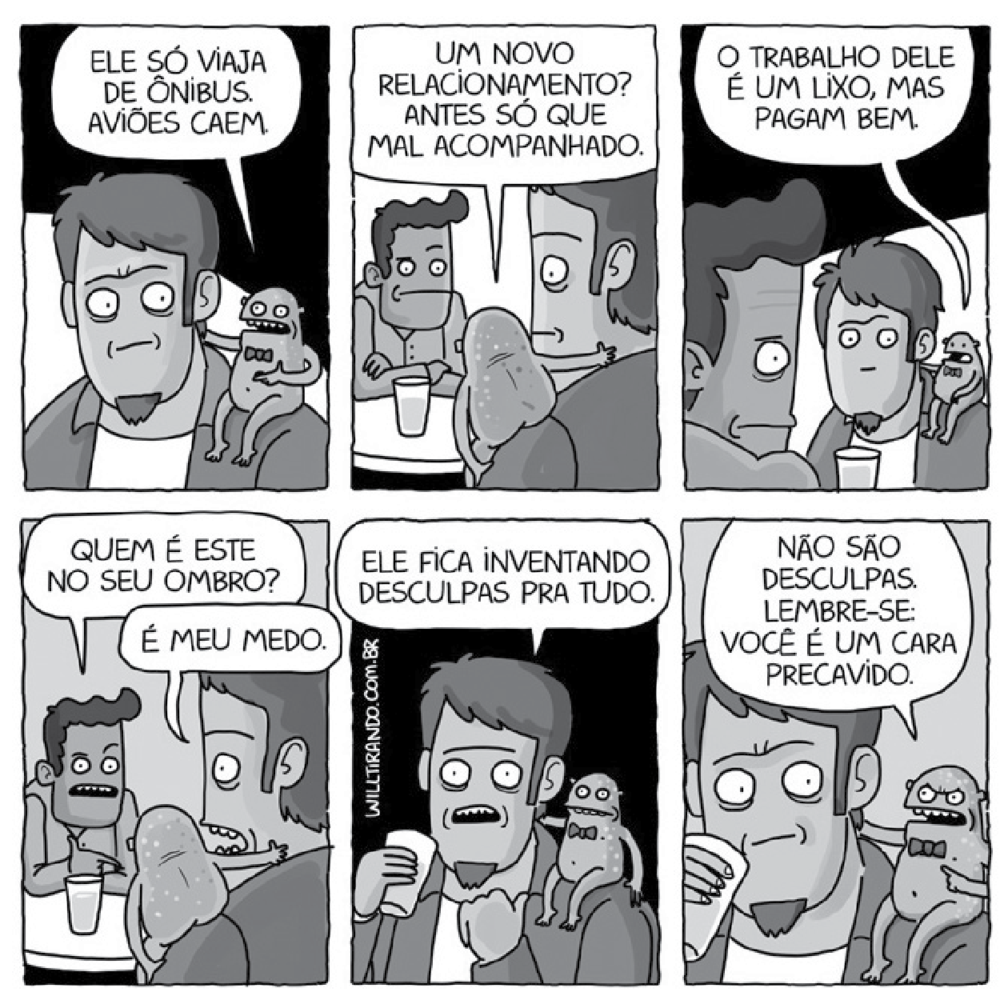 ELE SÓ VIAJA
DE ÔNIBUS.
AVIÕES CAEM.
UM NOVO
RELACIONAMENTO?
ANTES SÓ QUE
MAL ACOMPANHADO.
O TRABALHO DELE
É UM LIXO, MAS
PAGAM BEM.
QUEM É ESTE
NO SEU OMBRO?
É MEU MEDO.
ELE FICA INVENTANDO
DESCULPAS PRA TUDO.
WILLTIRANDO.COM.BR
NÃO SÃO
DESCULPAS.
LEMBRE-SE:
VOCÊ É UM CARA
PRECAVIDO.